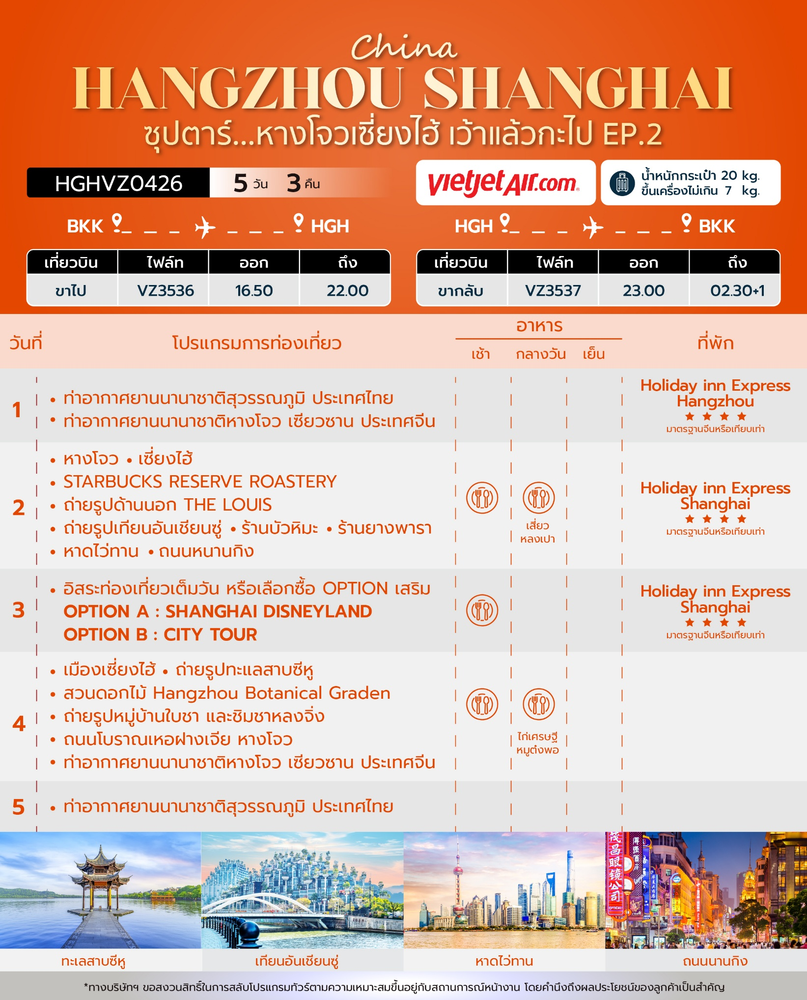 China
HANGZHOU SHANGHAI
ซุปตาร์...หางโจวเซี่ยงไฮ้ เว้าแล้วกะไป EP.2
HGHVZ0426 5 วัน 3 คืน
vietjetAir.com
น้ำหนักกระเป๋า 20 kg.
ขึ้นเครื่องไม่เกิน 7 kg.
BKK HGH
HGH BKK
เที่ยวบิน ไฟล์ท ออก ถึง
ขาไป VZ3536 16.50 22.00
เที่ยวบิน ไฟล์ท ออก ถึง
ขากลับ VZ3537 23.00 02.30+1
วันที่ โปรแกรมการท่องเที่ยว อาหาร ที่พัก
เช้า กลางวัน เย็น
1
• ท่าอากาศยานนานาชาติสุวรรณภูมิ ประเทศไทย
• ท่าอากาศยานนานาชาติหางโจว เซียวซาน ประเทศจีน
Holiday inn Express
Hangzhou
มาตรฐานจีนหรือเทียบเท่า
2
• หางโจว • เซี่ยงไฮ้
• STARBUCKS RESERVE ROASTERY
• ถ่ายรูปด้านนอก THE LOUIS
• ถ่ายรูปเทียนอันเชียนซู่ • ร้านบัวหิมะ • ร้านยางพารา
• หาดไว่ทาน • ถนนหนานกิง
เสี่ยว
หลงเปา
Holiday inn Express
Shanghai
มาตรฐานจีนหรือเทียบเท่า
3
• อิสระท่องเที่ยวเต็มวัน หรือเลือกซื้อ OPTION เสริม
OPTION A : SHANGHAI DISNEYLAND
OPTION B : CITY TOUR
Holiday inn Express
Shanghai
มาตรฐานจีนหรือเทียบเท่า
4
• เมืองเซี่ยงไฮ้ • ถ่ายรูปทะแลสาบซีหู
• สวนดอกไม้ Hangzhou Botanical Graden
• ถ่ายรูปหมู่บ้านใบชา และชิมชาหลงจิ่ง
• ถนนโบราณเหอฝางเจีย หางโจว
• ท่าอากาศยานนานาชาติหางโจว เซียวซาน ประเทศจีน
ไก่เศรษฐี
หมูต๋งพอ
5
• ท่าอากาศยานนานาชาติสุวรรณภูมิ ประเทศไทย
茂昌眼镜公司
OPTICAL
ทะเลสาบซีหู
เทียนอันเชียนซู่
หาดไว่ทาน
ถนนนานกิง
*ทางบริษัทฯ ขอสงวนสิทธิ์ในการสลับโปรแกรมทัวร์ตามความเหมาะสมขึ้นอยู่กับสถานการณ์หน้างาน โดยคำนึงถึงผลประโยชน์ของลูกค้าเป็นสำคัญ